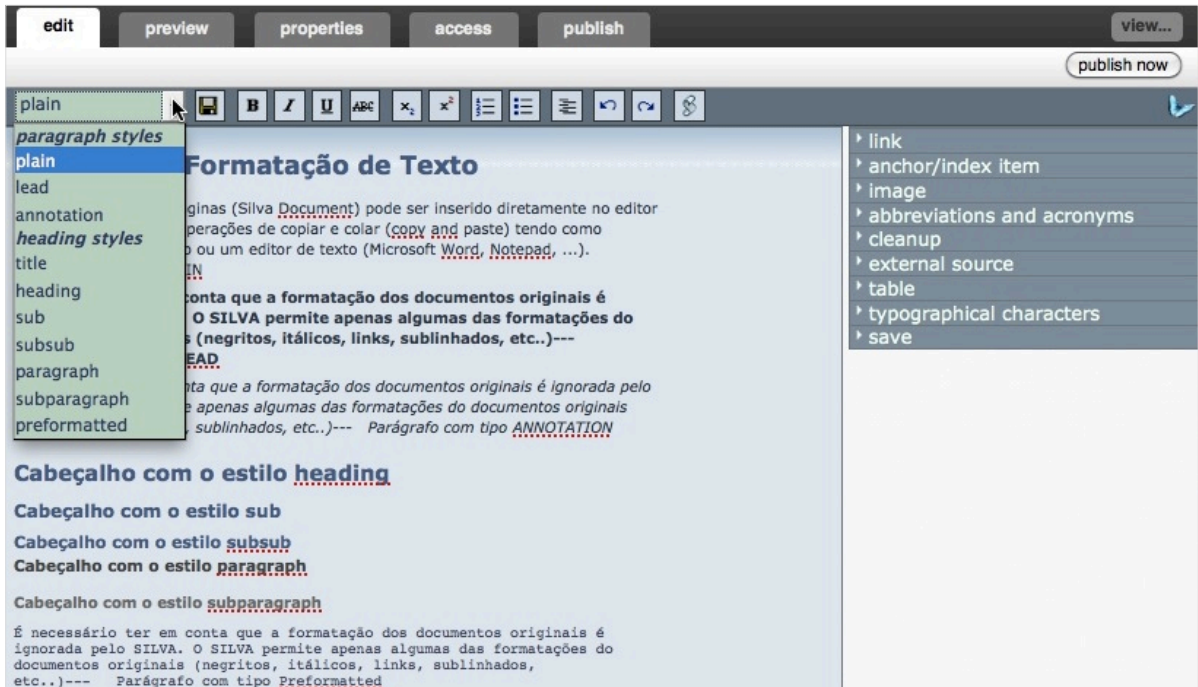 edit
preview
properties
access
publish
view...
publish now
plain
B I U ABC x₂ x²
paragraph styles
plain
lead
annotation
heading styles
title
heading
sub
subsub
paragraph
subparagraph
preformatted
Formatação de Texto
ginas (Silva Document) pode ser inserido diretamente no editor
perações de copiar e colar (copy and paste) tendo como
o ou um editor de texto (Microsoft Word, Notepad, ...).
IN
conta que a formatação dos documentos originais é
O SILVA permite apenas algumas das formatações do
s (negritos, itálicos, links, sublinhados, etc..)---
EAD
nta que a formatação dos documentos originais é ignorada pelo
e apenas algumas das formatações do documentos originais
, sublinhados, etc..)--- Parágrafo com tipo ANNOTATION
Cabeçalho com o estilo heading
Cabeçalho com o estilo sub
Cabeçalho com o estilo subsub
Cabeçalho com o estilo paragraph
Cabeçalho com o estilo subparagraph
É necessário ter em conta que a formatação dos documentos originais é
ignorada pelo SILVA. O SILVA permite apenas algumas das formatações do
documentos originais (negritos, itálicos, links, sublinhados,
etc..)--- Parágrafo com tipo Preformatted
link
anchor/index item
image
abbreviations and acronyms
cleanup
external source
table
typographical characters
save